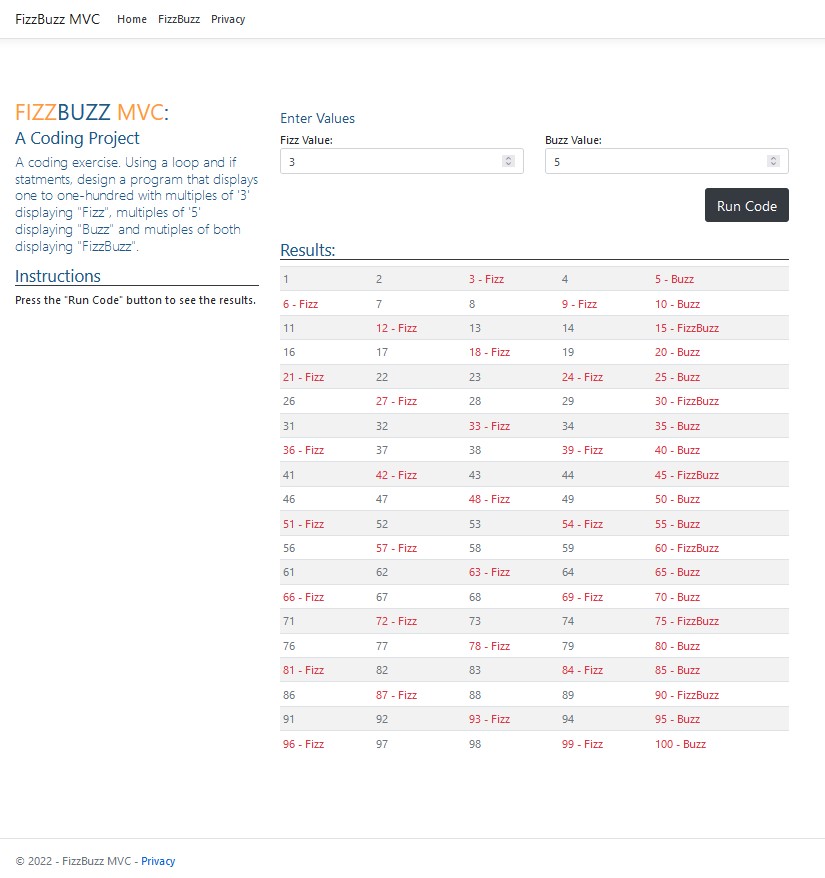 FizzBuzz MVC Home FizzBuzz Privacy
FIZZBUZZ MVC:
A Coding Project
A coding exercise. Using a loop and if
statments, design a program that displays
one to one-hundred with multiples of '3'
displaying "Fizz", multiples of '5'
displaying "Buzz" and mutiples of both
displaying "FizzBuzz".
Instructions
Press the "Run Code" button to see the results.
Enter Values
Fizz Value: Buzz Value:
3 5
Run Code
Results:
1 2 3 - Fizz 4 5 - Buzz
6 - Fizz 7 8 9 - Fizz 10 - Buzz
11 12 - Fizz 13 14 15 - FizzBuzz
16 17 18 - Fizz 19 20 - Buzz
21 - Fizz 22 23 24 - Fizz 25 - Buzz
26 27 - Fizz 28 29 30 - FizzBuzz
31 32 33 - Fizz 34 35 - Buzz
36 - Fizz 37 38 39 - Fizz 40 - Buzz
41 42 - Fizz 43 44 45 - FizzBuzz
46 47 48 - Fizz 49 50 - Buzz
51 - Fizz 52 53 54 - Fizz 55 - Buzz
56 57 - Fizz 58 59 60 - FizzBuzz
61 62 63 - Fizz 64 65 - Buzz
66 - Fizz 67 68 69 - Fizz 70 - Buzz
71 72 - Fizz 73 74 75 - FizzBuzz
76 77 78 - Fizz 79 80 - Buzz
81 - Fizz 82 83 84 - Fizz 85 - Buzz
86 87 - Fizz 88 89 90 - FizzBuzz
91 92 93 - Fizz 94 95 - Buzz
96 - Fizz 97 98 99 - Fizz 100 - Buzz
© 2022 - FizzBuzz MVC - Privacy